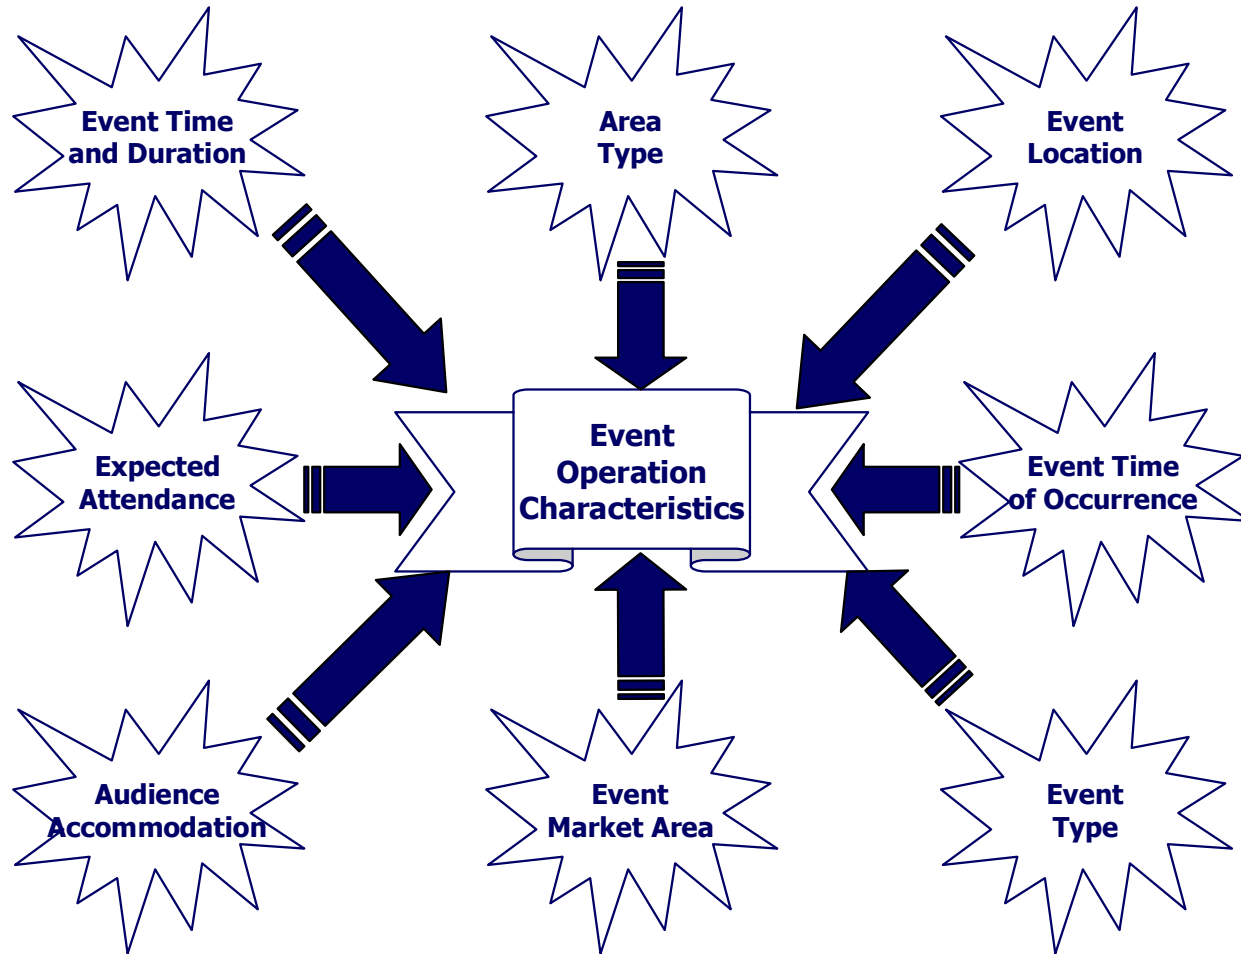 Event Time
and Duration
Area
Type
Event
Location
Expected
Attendance
Event
Operation
Characteristics
Event Time
of Occurrence
Audience
Accommodation
Event
Market Area
Event
Type